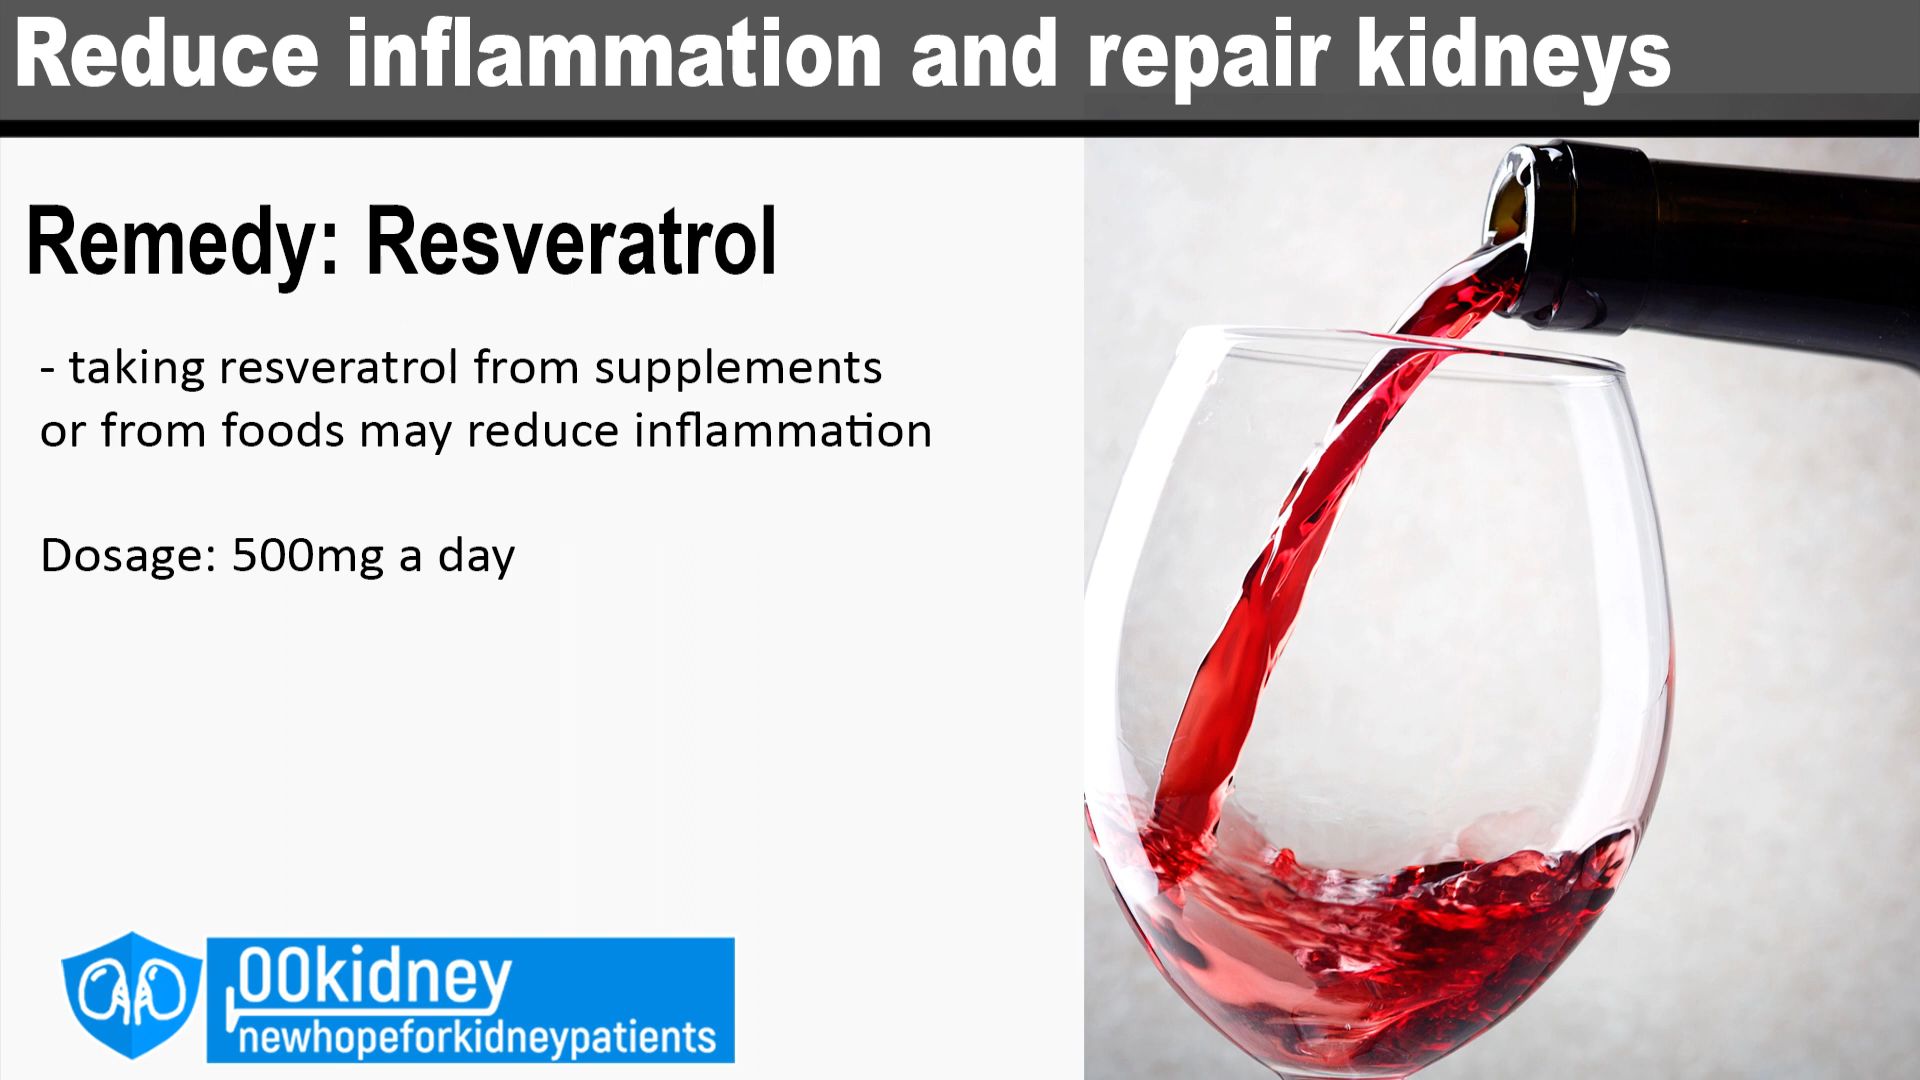 Reduce inflammation and repair kidneys
Remedy: Resveratrol
- taking resveratrol from supplements
or from foods may reduce inflammation
Dosage: 500mg a day
00kidney
newhopeforkidneypatients